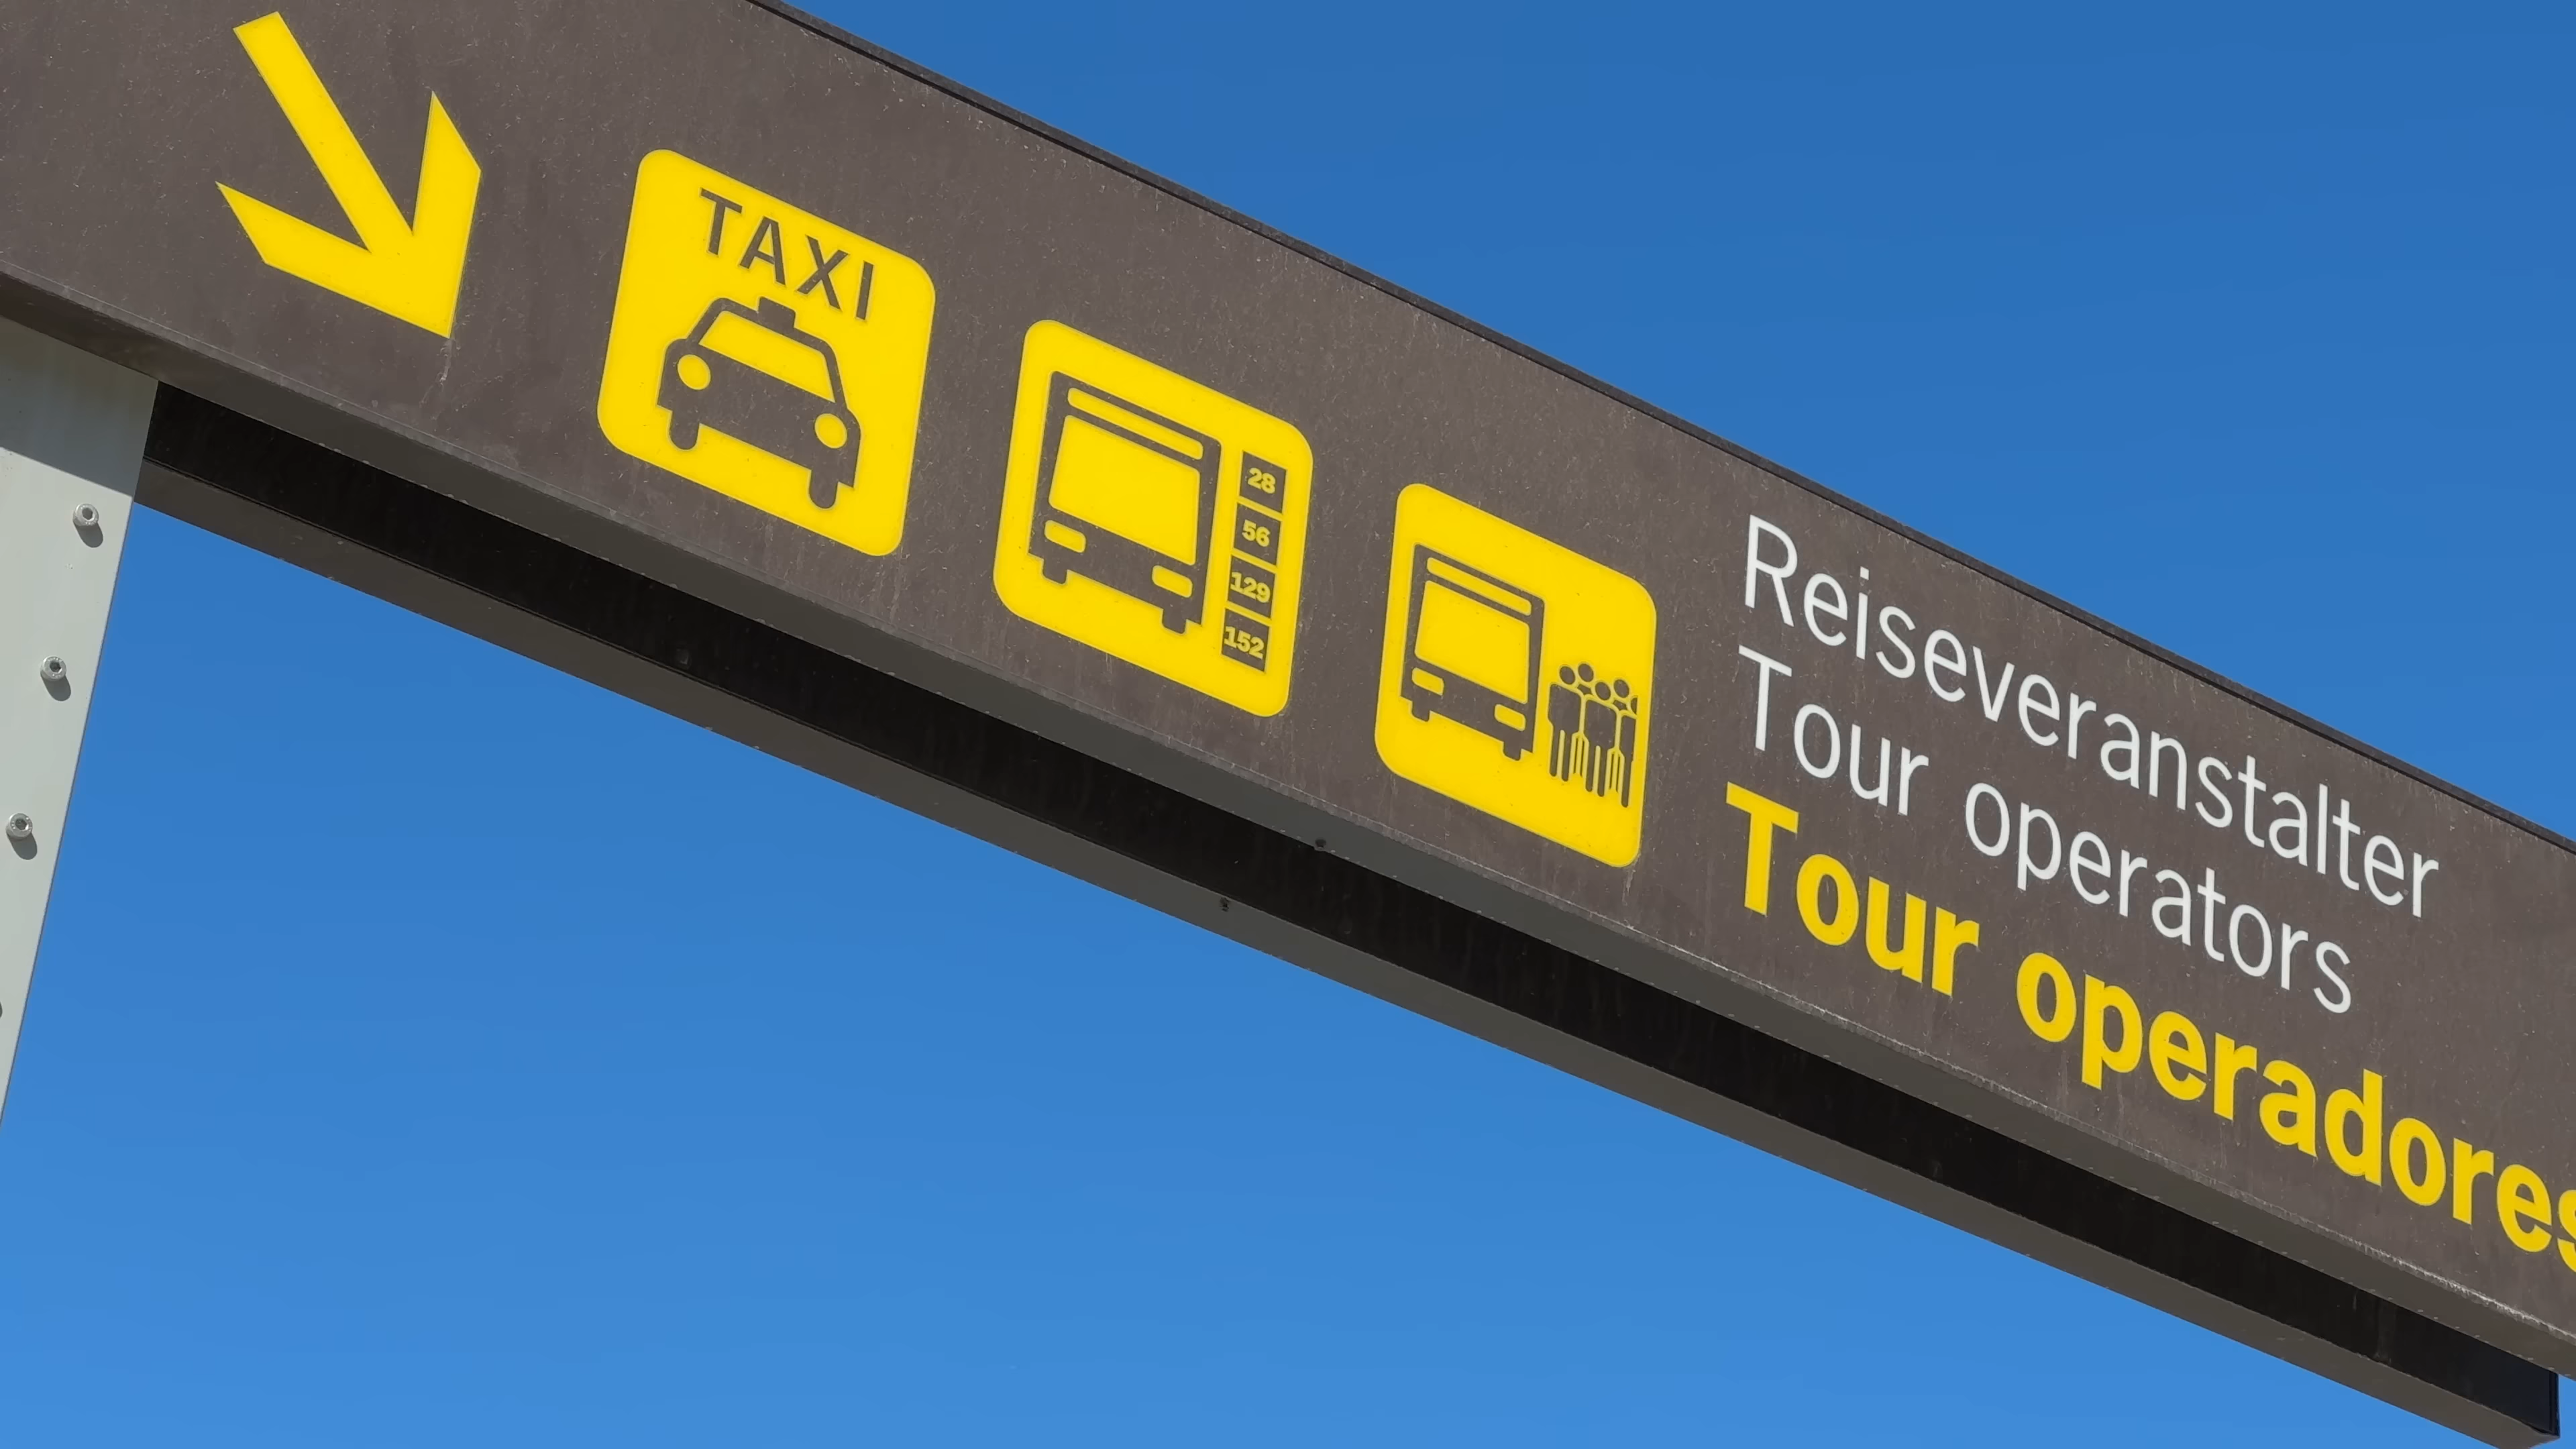 TAXI
28
56
129
152
Reiseveranstalter
Tour operators
Tour operadores